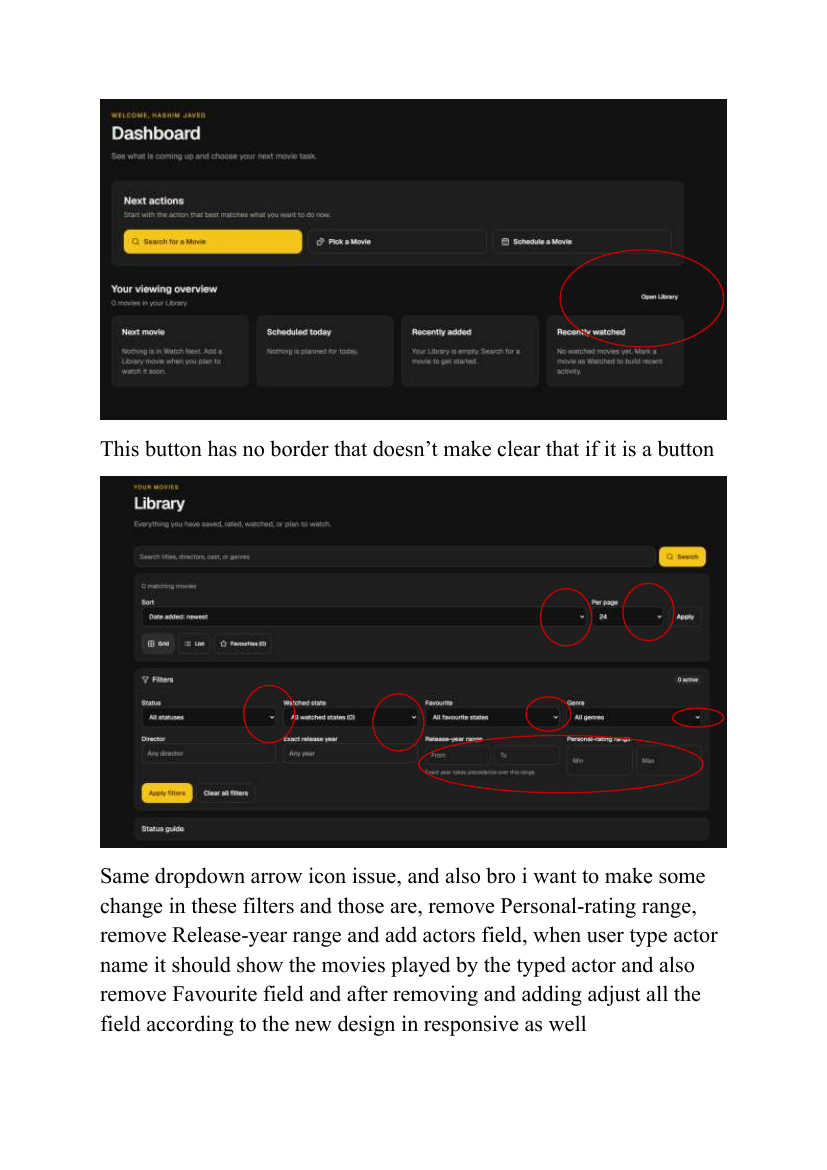 WELCOME, HASHIM JAVED
Dashboard
See what is coming up and choose your next movie task.
Next actions
Start with the action that best matches what you want to do now.
Search for a Movie
Pick a Movie
Schedule a Movie
Your viewing overview
0 movies in your Library
Open Library
Next movie
Nothing is in Watch Next. Add a
Library movie when you plan to
watch it soon.
Scheduled today
Nothing is planned for today.
Recently added
Your Library is empty. Search for a
movie to get started.
Recently watched
No watched movies yet. Mark a
movie as Watched to build recent
activity.
This button has no border that doesn’t make clear that if it is a button
YOUR MOVIES
Library
Everything you have saved, rated, watched, or plan to watch.
Search titles, directors, cast, or genres
Search
0 matching movies
Sort
Per page
Date added: newest
24
Apply
Grid
List
Favourites (0)
Filters
0 active
Status
Watched state
Favourite
Genre
All statuses
All watched states (0)
All favourite states
All genres
Director
Exact release year
Release-year range
Personal-rating range
Any director
Any year
From
To
Min
Max
Exact year takes precedence over this range.
Apply filters
Clear all filters
Status guide
Same dropdown arrow icon issue, and also bro i want to make some
change in these filters and those are, remove Personal-rating range,
remove Release-year range and add actors field, when user type actor
name it should show the movies played by the typed actor and also
remove Favourite field and after removing and adding adjust all the
field according to the new design in responsive as well